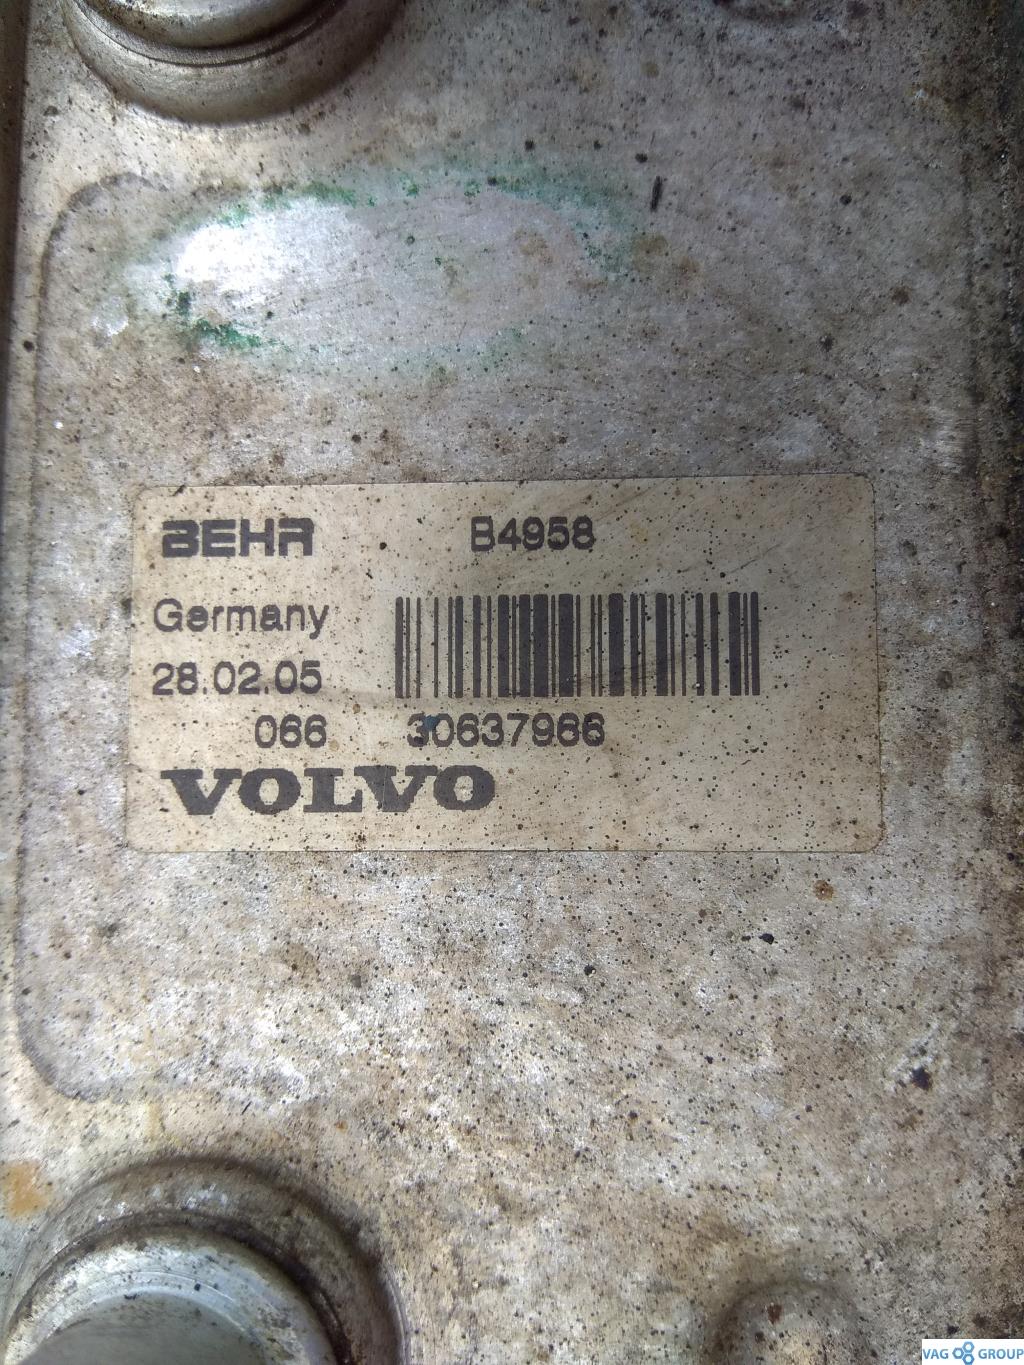 BEHR B4958
Germany
28.02.05
066 30637966
VOLVO
VAG GROUP